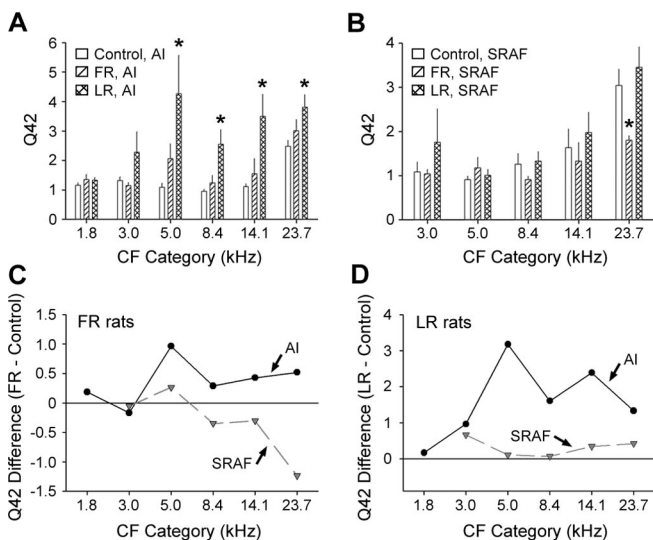 A
Q42
6
5
4
3
2
1
0
Control, AI
FR, AI
LR, AI
*
*
*
*
1.8 3.0 5.0 8.4 14.1 23.7
CF Category (kHz)
B
Q42
4
3
2
1
0
Control, SRAF
FR, SRAF
LR, SRAF
*
3.0 5.0 8.4 14.1 23.7
CF Category (kHz)
C
Q42 Difference (FR - Control)
1.5
1.0
0.5
0
-0.5
-1.0
-1.5
FR rats
AI
SRAF
1.8 3.0 5.0 8.4 14.1 23.7
CF Category (kHz)
D
Q42 Difference (LR - Control)
4
3
2
1
0
LR rats
AI
SRAF
1.8 3.0 5.0 8.4 14.1 23.7
CF Category (kHz)